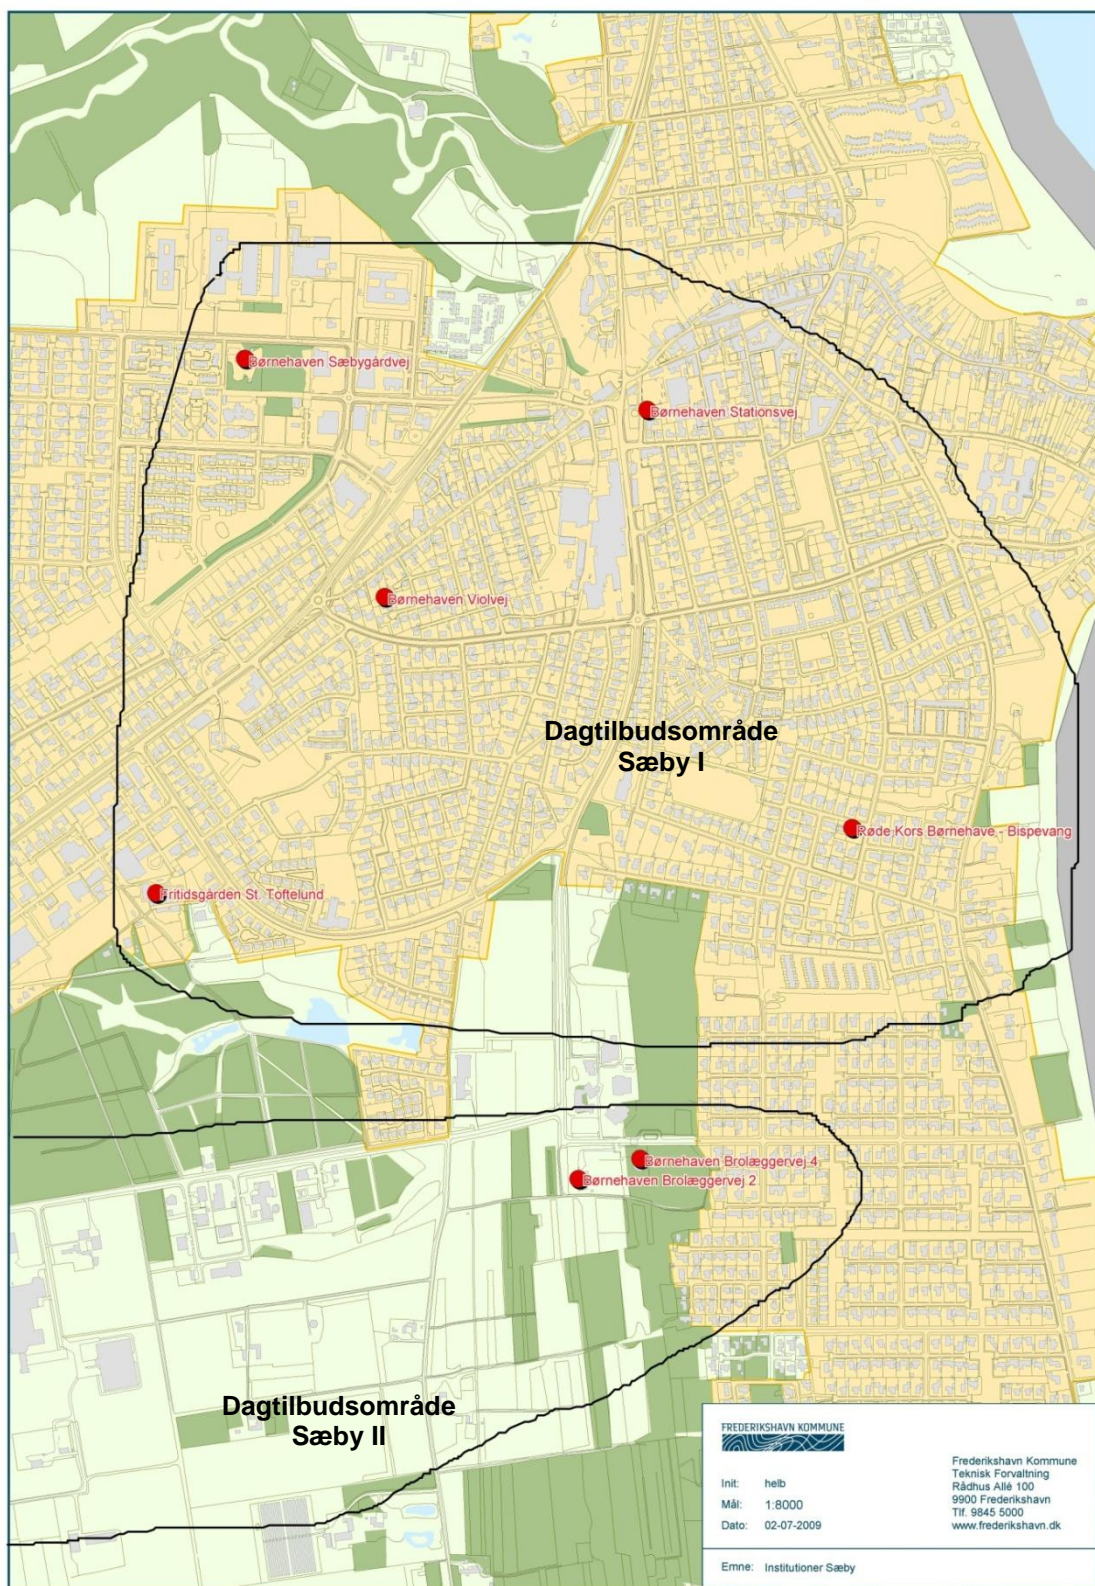 Børnehaven Sæbygårdvej
Børnehaven Stationsvej
Børnehaven Violvej
Dagtilbudsområde
Sæby I
Røde Kors Børnehave - Bispevang
Fritidsgården St. Toftelund
Børnehaven Brolæggervej 4
Børnehaven Brolæggervej 2
Dagtilbudsområde
Sæby II
FREDERIKSHAVN KOMMUNE
Init: helb
Mål: 1:8000
Dato: 02-07-2009
Frederikshavn Kommune
Teknisk Forvaltning
Rådhus Allé 100
9900 Frederikshavn
Tlf. 9845 5000
www.frederikshavn.dk
Emne: Institutioner Sæby